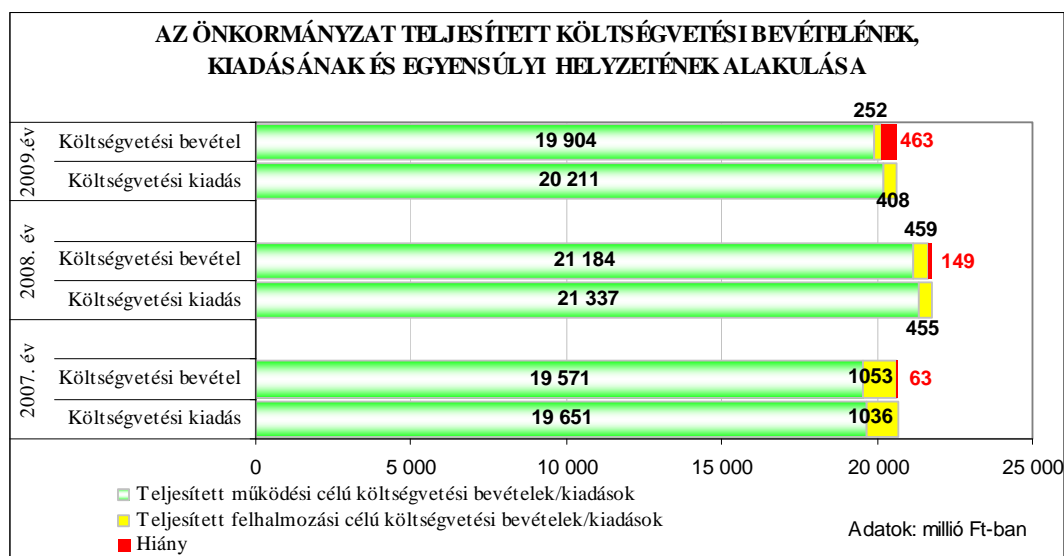 AZ ÖNKORMÁNYZAT TELJESÍTETT KÖLTSÉGVETÉSI BEVÉTELÉNEK,
KIADÁSÁNAK ÉS EGYENSÚLYI HELYZETÉNEK ALAKULÁSA
2009.év
252
Költségvetési bevétel 19 904 463
Költségvetési kiadás 20 211 408
2008. év
459
Költségvetési bevétel 21 184 149
Költségvetési kiadás 21 337
455
2007. év
Költségvetési bevétel 19 571 1053 63
Költségvetési kiadás 19 651 1036
0 5 000 10 000 15 000 20 000 25 000
Teljesített működési célú költségvetési bevételek/kiadások
Teljesített felhalmozási célú költségvetési bevételek/kiadások
Hiány
Adatok: millió Ft-ban